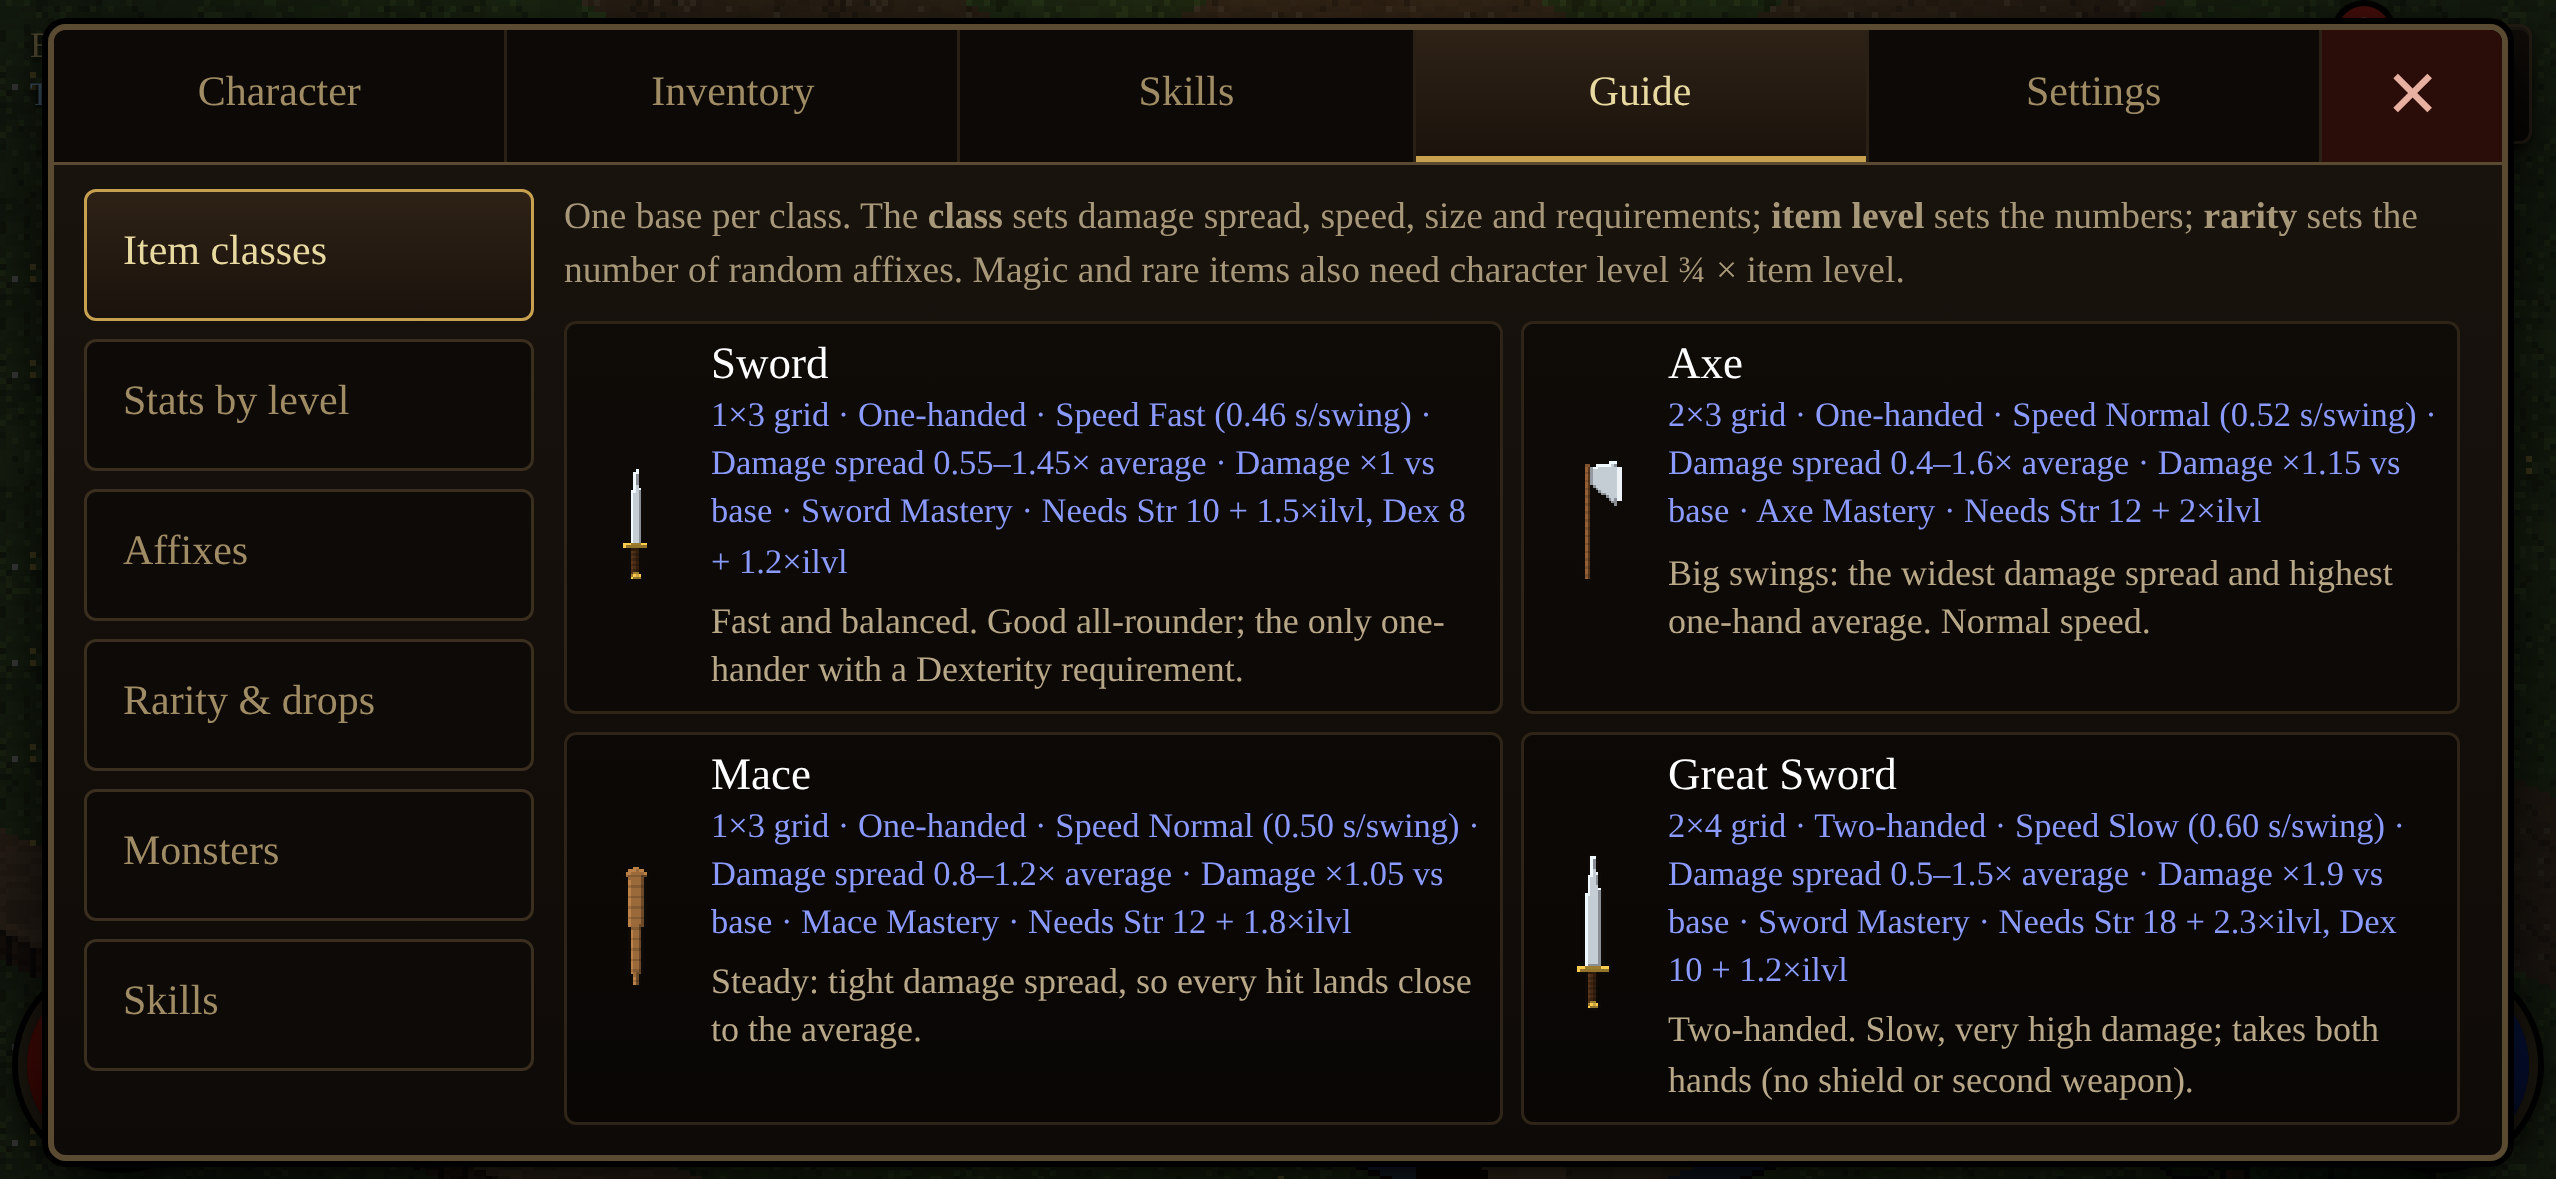 Character
Inventory
Skills
Guide
Settings
Item classes
Stats by level
Affixes
Rarity & drops
Monsters
Skills
One base per class. The class sets damage spread, speed, size and requirements; item level sets the numbers; rarity sets the
number of random affixes. Magic and rare items also need character level ¾ × item level.
Sword
1×3 grid · One-handed · Speed Fast (0.46 s/swing) ·
Damage spread 0.55–1.45× average · Damage ×1 vs
base · Sword Mastery · Needs Str 10 + 1.5×ilvl, Dex 8
+ 1.2×ilvl
Fast and balanced. Good all-rounder; the only one-
hander with a Dexterity requirement.
Axe
2×3 grid · One-handed · Speed Normal (0.52 s/swing) ·
Damage spread 0.4–1.6× average · Damage ×1.15 vs
base · Axe Mastery · Needs Str 12 + 2×ilvl
Big swings: the widest damage spread and highest
one-hand average. Normal speed.
Mace
1×3 grid · One-handed · Speed Normal (0.50 s/swing) ·
Damage spread 0.8–1.2× average · Damage ×1.05 vs
base · Mace Mastery · Needs Str 12 + 1.8×ilvl
Steady: tight damage spread, so every hit lands close
to the average.
Great Sword
2×4 grid · Two-handed · Speed Slow (0.60 s/swing) ·
Damage spread 0.5–1.5× average · Damage ×1.9 vs
base · Sword Mastery · Needs Str 18 + 2.3×ilvl, Dex
10 + 1.2×ilvl
Two-handed. Slow, very high damage; takes both
hands (no shield or second weapon).